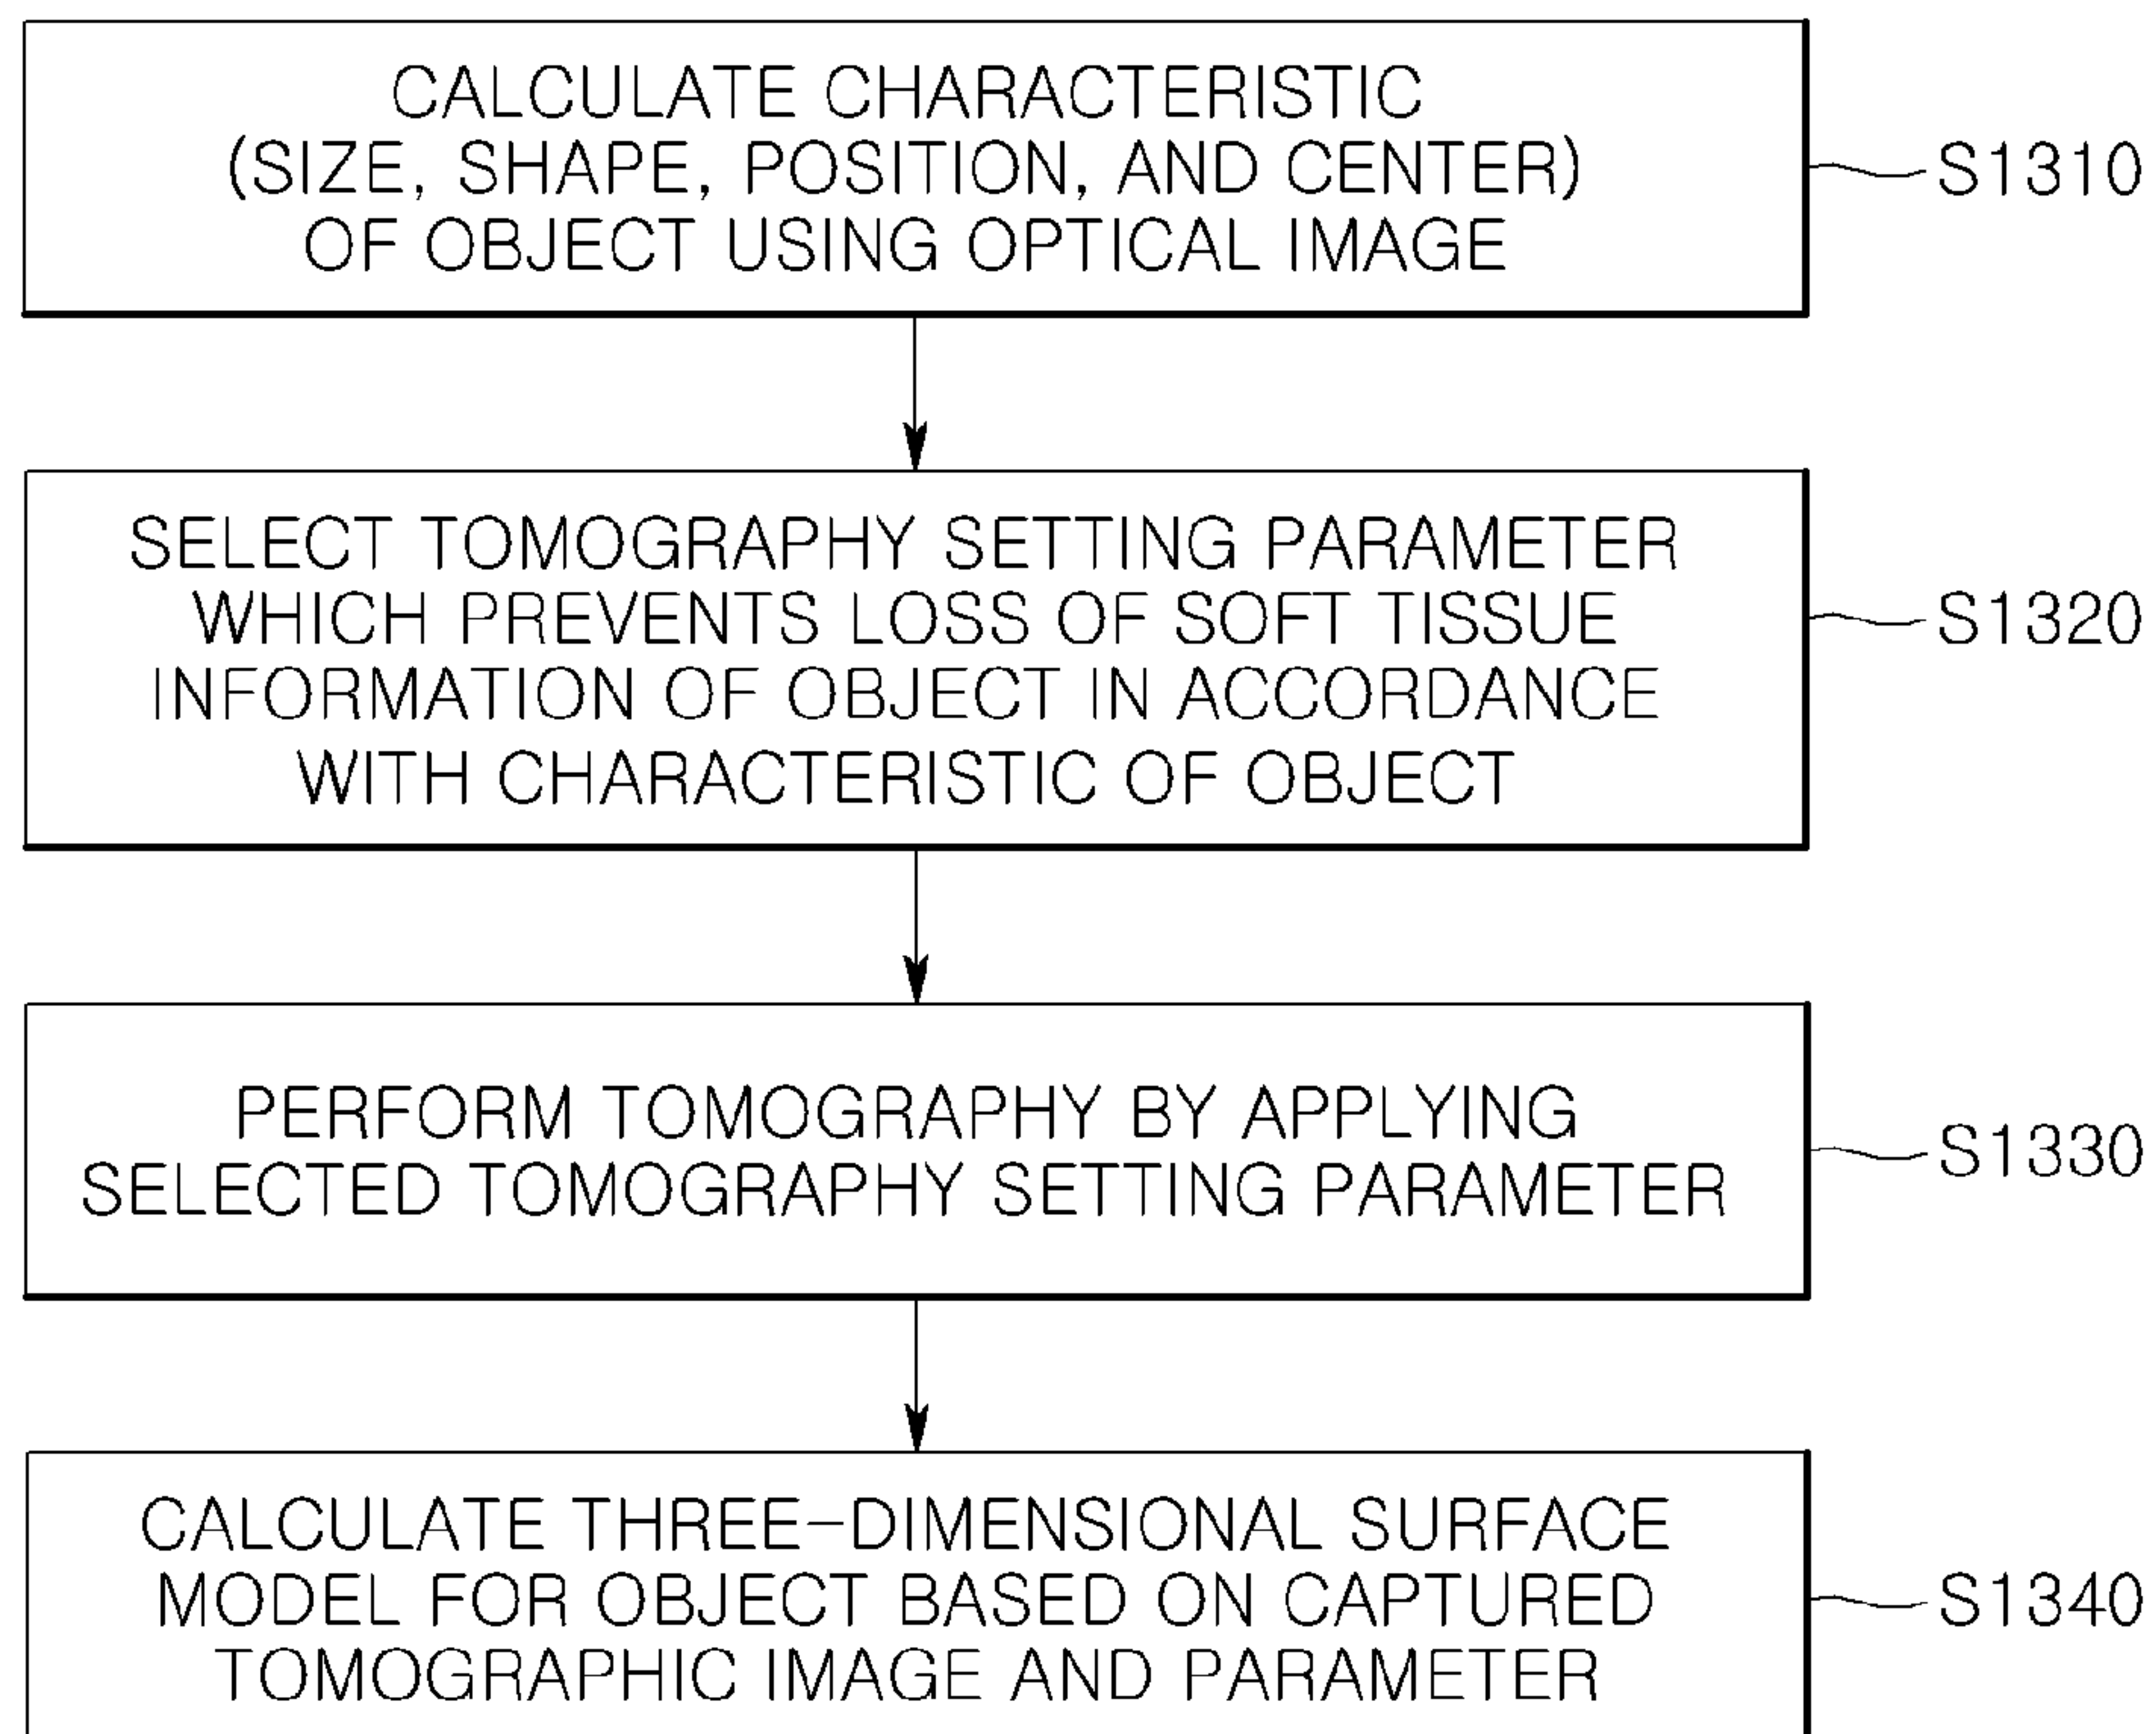 CALCULATE CHARACTERISTIC
(SIZE, SHAPE, POSITION, AND CENTER)
OF OBJECT USING OPTICAL IMAGE
S1310
SELECT TOMOGRAPHY SETTING PARAMETER
WHICH PREVENTS LOSS OF SOFT TISSUE
INFORMATION OF OBJECT IN ACCORDANCE
WITH CHARACTERISTIC OF OBJECT
S1320
PERFORM TOMOGRAPHY BY APPLYING
SELECTED TOMOGRAPHY SETTING PARAMETER
S1330
CALCULATE THREE-DIMENSIONAL SURFACE
MODEL FOR OBJECT BASED ON CAPTURED
TOMOGRAPHIC IMAGE AND PARAMETER
S1340